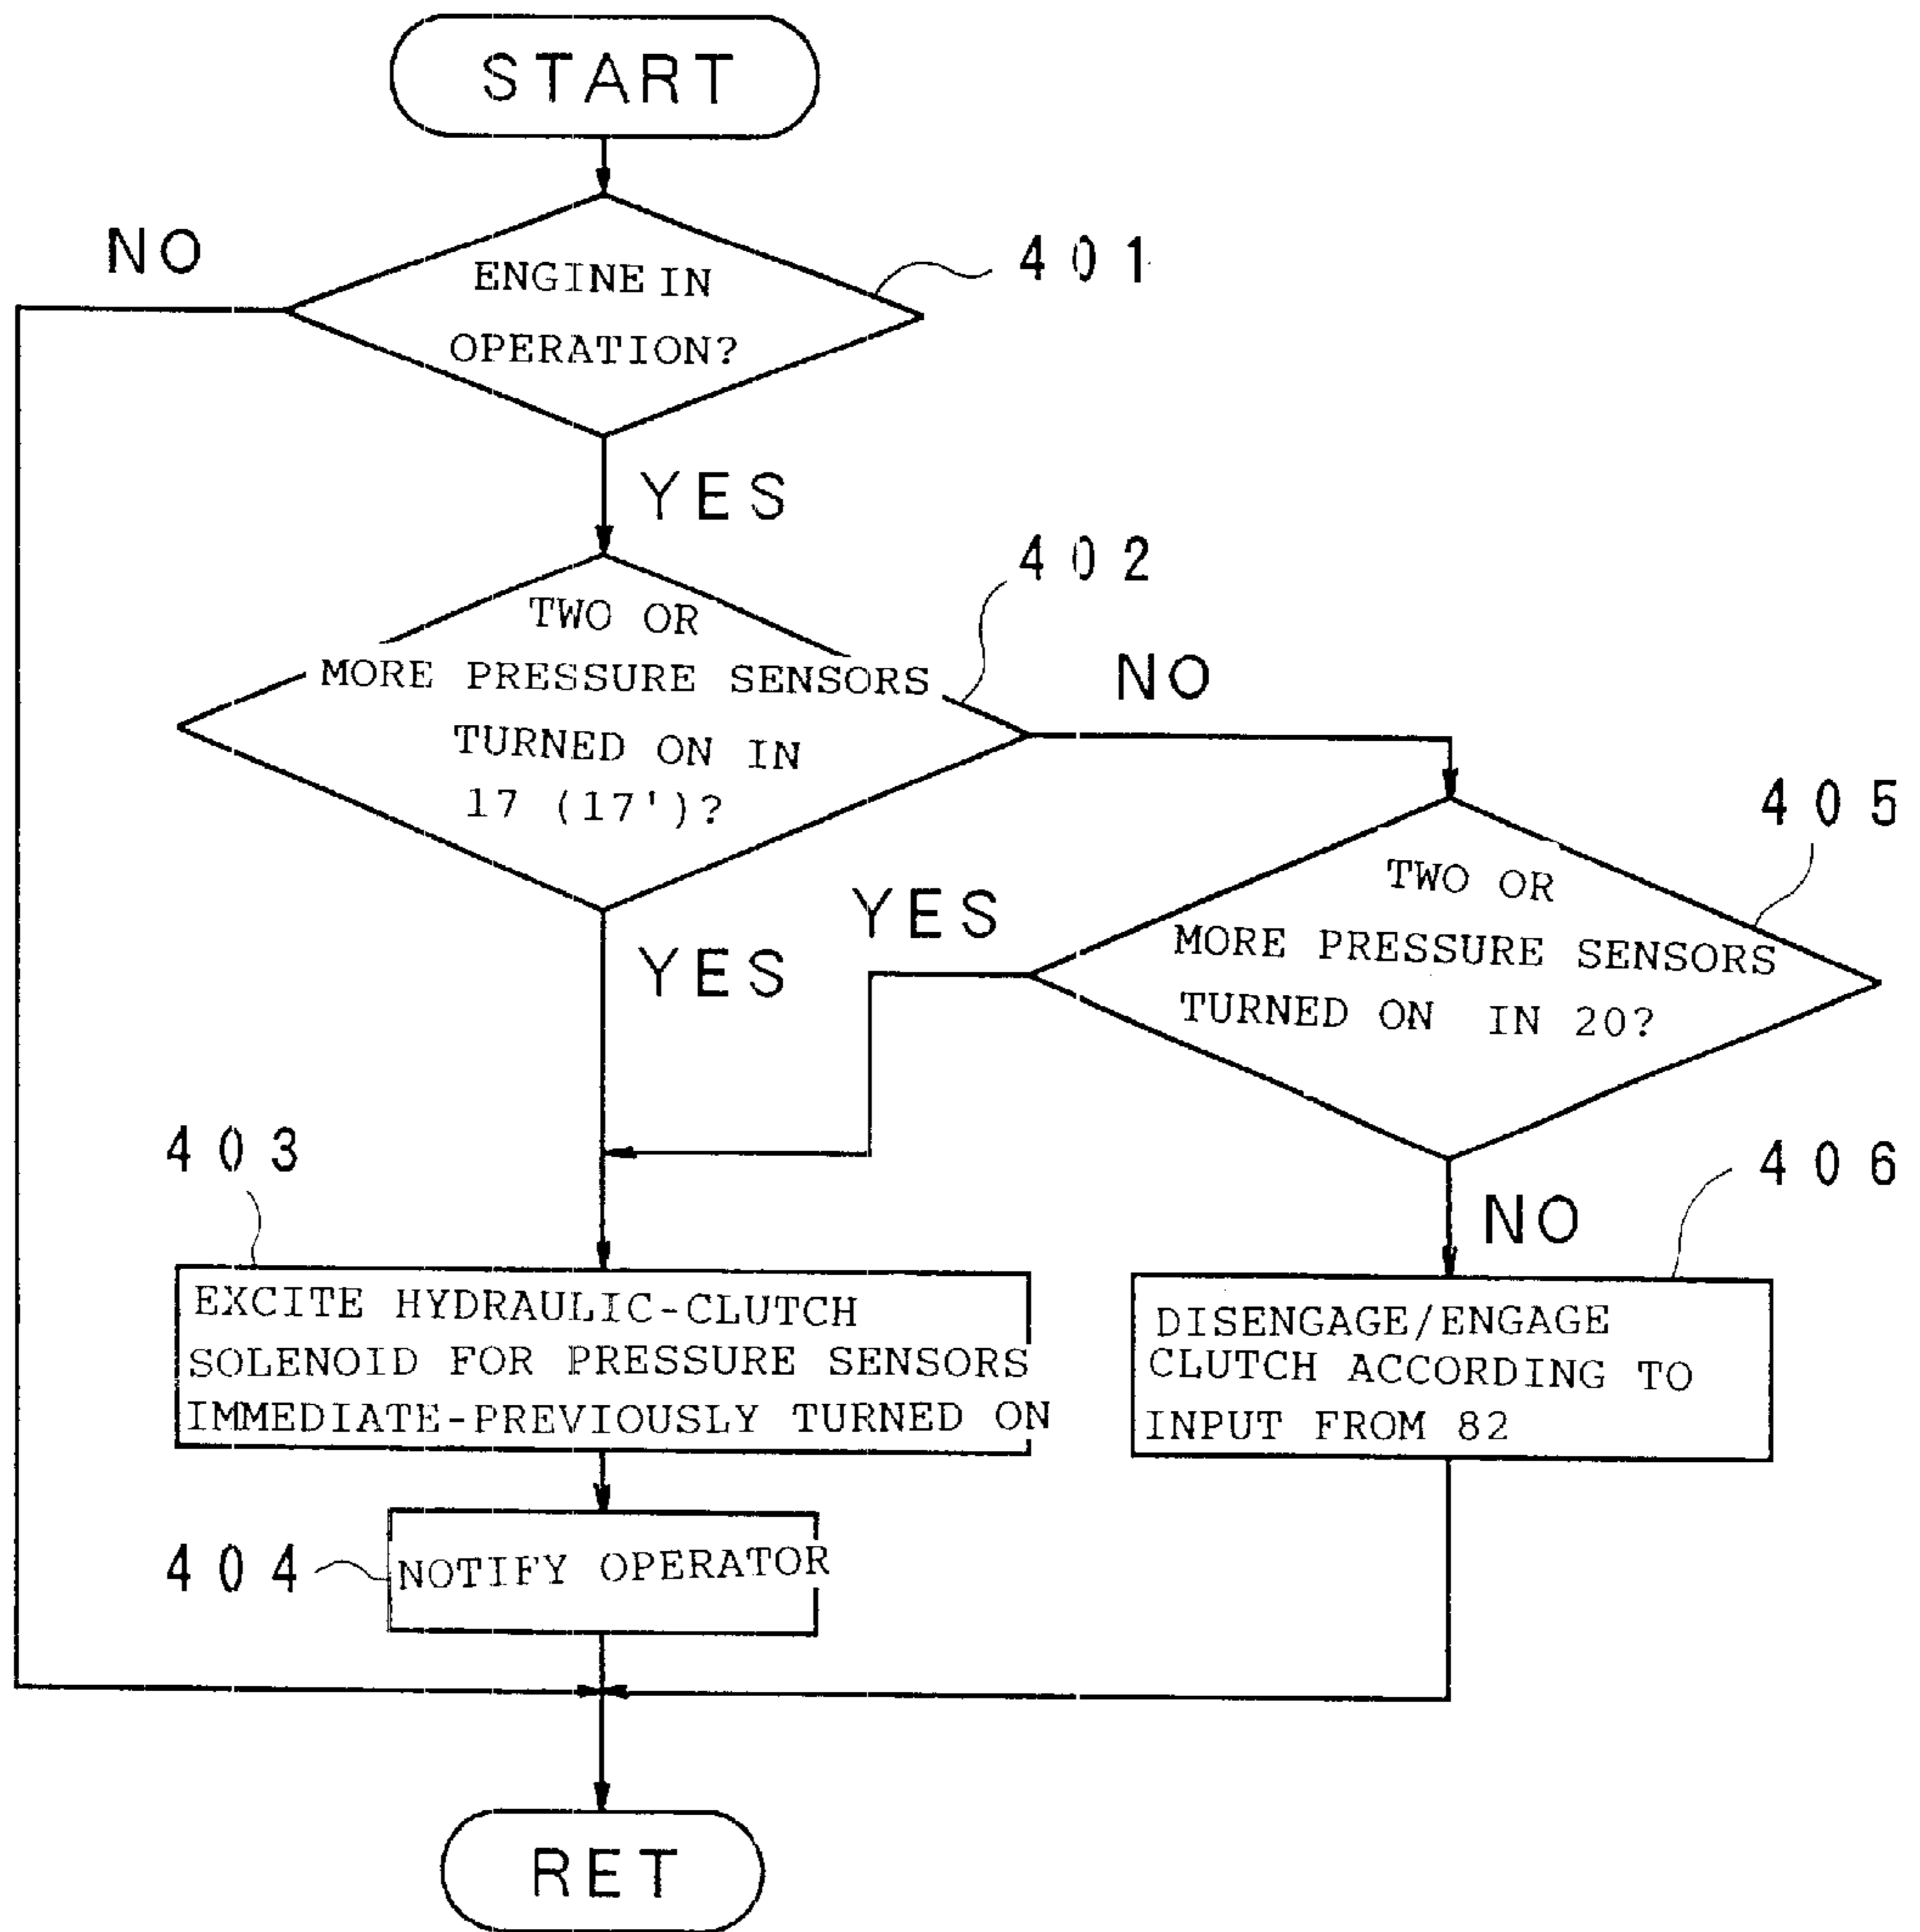 START
NO
ENGINE IN
OPERATION?
401
YES
402
TWO OR
MORE PRESSURE SENSORS
TURNED ON IN
17 (17')?
NO
405
YES
TWO OR
MORE PRESSURE SENSORS
TURNED ON IN 20?
YES
403
406
NO
EXCITE HYDRAULIC-CLUTCH
SOLENOID FOR PRESSURE SENSORS
IMMEDIATE-PREVIOUSLY TURNED ON
DISENGAGE/ENGAGE
CLUTCH ACCORDING TO
INPUT FROM 82
404
NOTIFY OPERATOR
RET